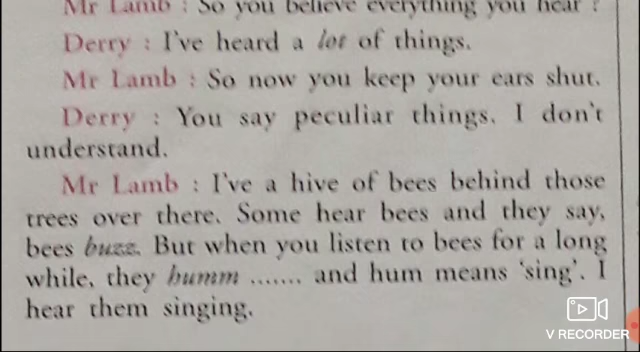 Mr Lamb : So you believe everything you hear ?
Derry : I've heard a lot of things.
Mr Lamb : So now you keep your ears shut.
Derry : You say peculiar things. I don't
understand.
Mr Lamb : I've a hive of bees behind those
trees over there. Some hear bees and they say,
bees buzz. But when you listen to bees for a long
while, they humm ....... and hum means 'sing'. I
hear them singing.
V RECORDER